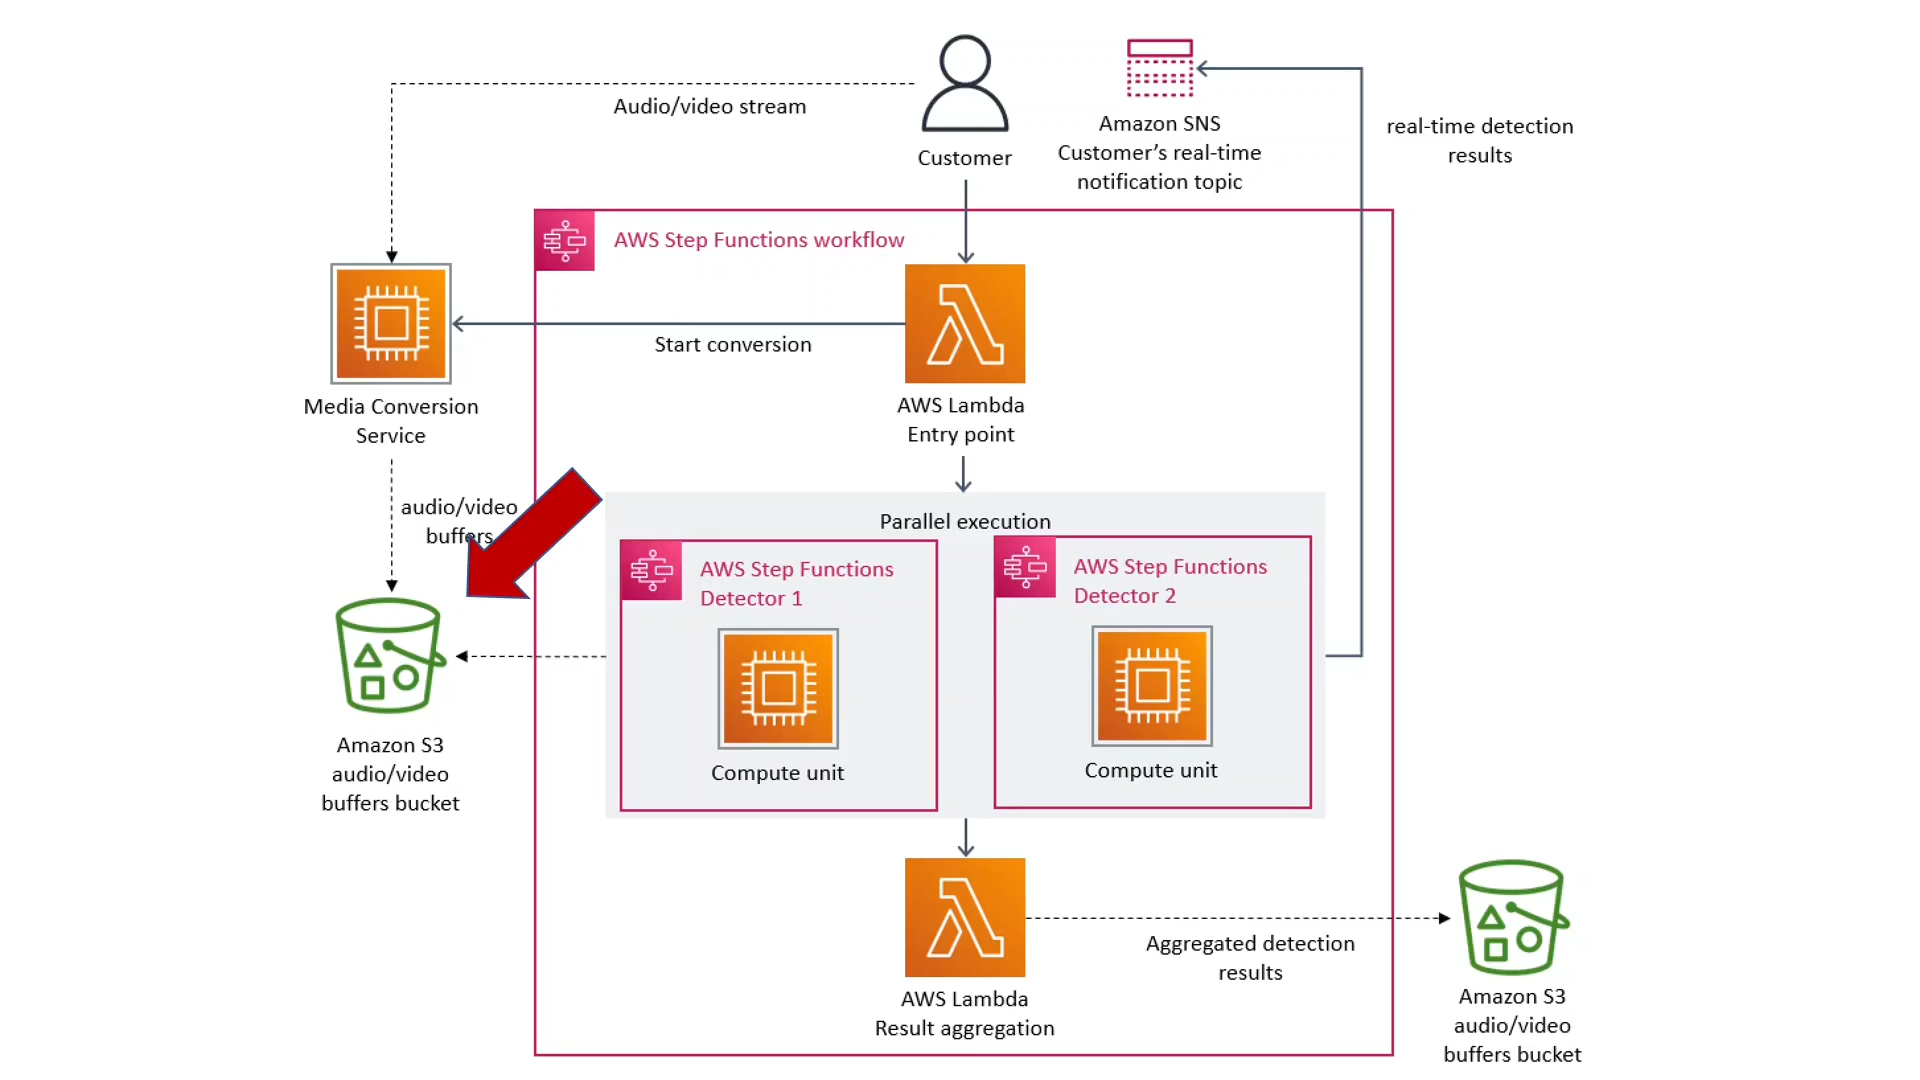 Audio/video stream
Customer
Amazon SNS
Customer’s real-time
notification topic
real-time detection
results
AWS Step Functions workflow
Start conversion
Media Conversion
Service
AWS Lambda
Entry point
audio/video
buffers
Parallel execution
AWS Step Functions
Detector 1
Compute unit
AWS Step Functions
Detector 2
Compute unit
Amazon S3
audio/video
buffers bucket
AWS Lambda
Result aggregation
Aggregated detection
results
Amazon S3
audio/video
buffers bucket